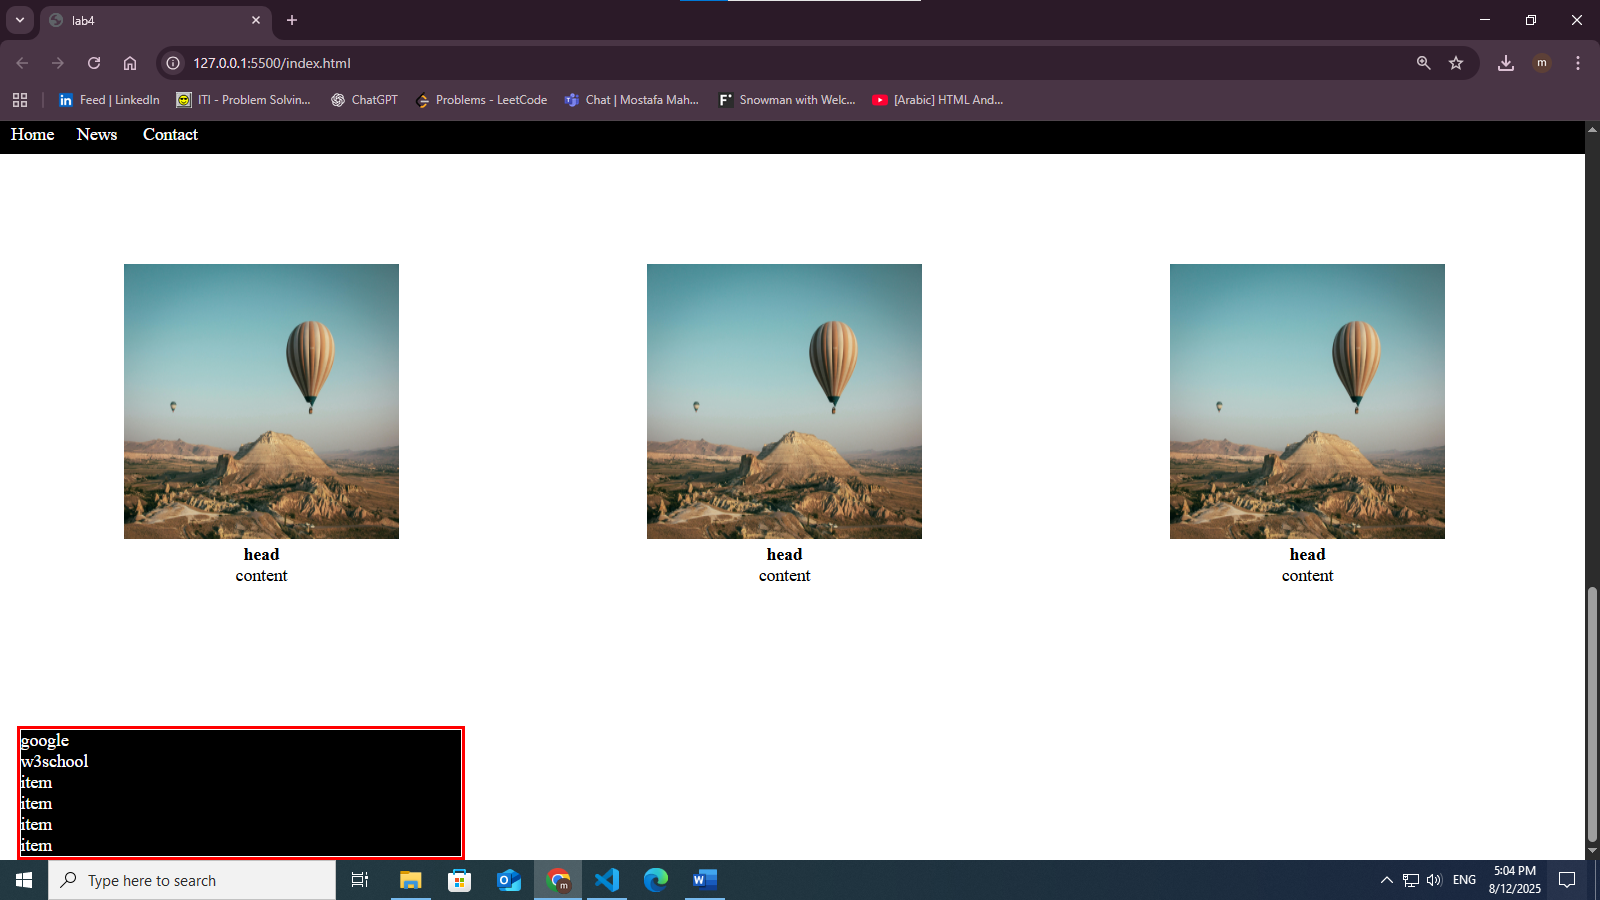 lab4
127.0.0.1:5500/index.html
m
Feed | LinkedIn
ITI - Problem Solvin...
ChatGPT
Problems - LeetCode
Chat | Mostafa Mah...
Snowman with Welc...
[Arabic] HTML And...
Home News Contact
head
content
head
content
head
content
google
w3school
item
item
item
item
Type here to search
m
ENG
5:04 PM
8/12/2025